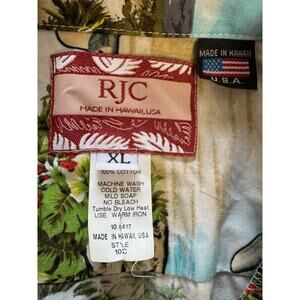 RJC
MADE IN HAWAII, USA
MADE IN HAWAII
U.S.A.
XL
100% COTTON
MACHINE WASH
COLD WATER
MILD SOAP
NO BLEACH
Tumble Dry Low Heat
USE WARM IRON
MADE IN HAWAII, USA
STYLE